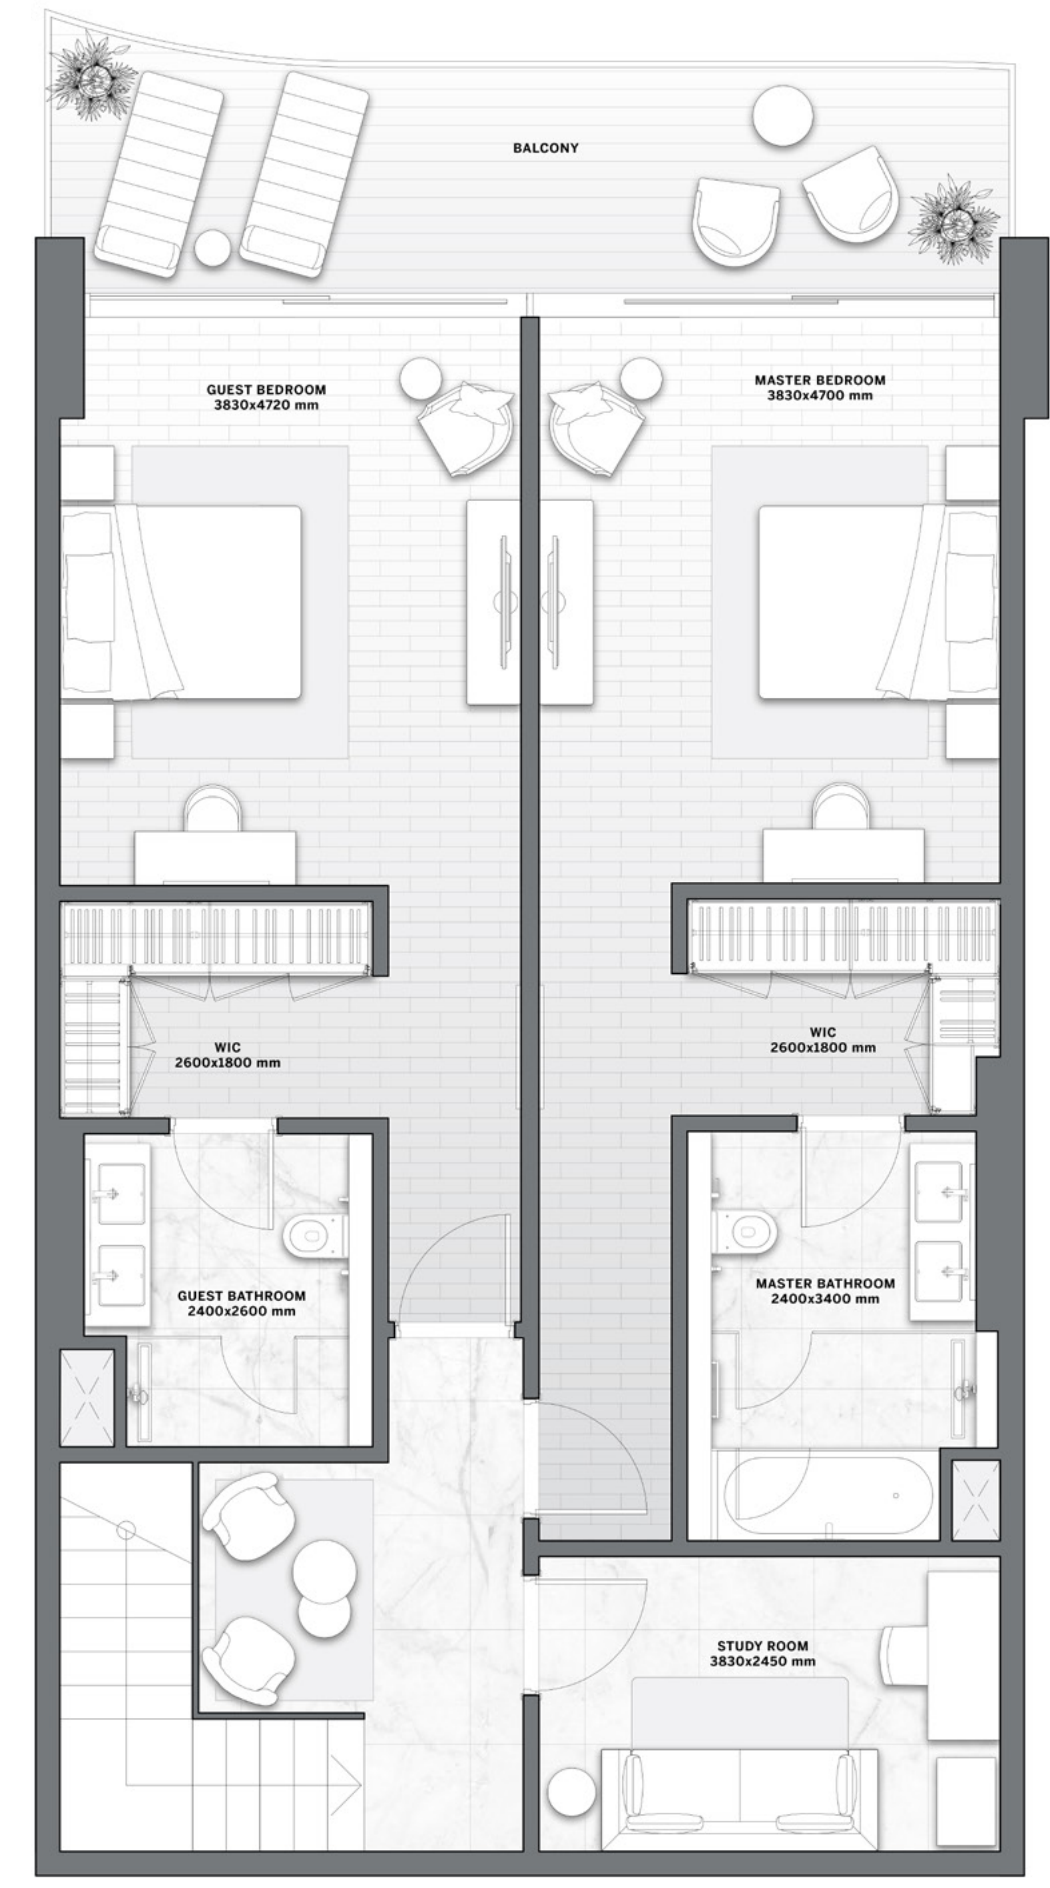 BALCONY
GUEST BEDROOM
3830x4720 mm
MASTER BEDROOM
3830x4700 mm
WIC
2600x1800 mm
WIC
2600x1800 mm
GUEST BATHROOM
2400x2600 mm
MASTER BATHROOM
2400x3400 mm
STUDY ROOM
3830x2450 mm